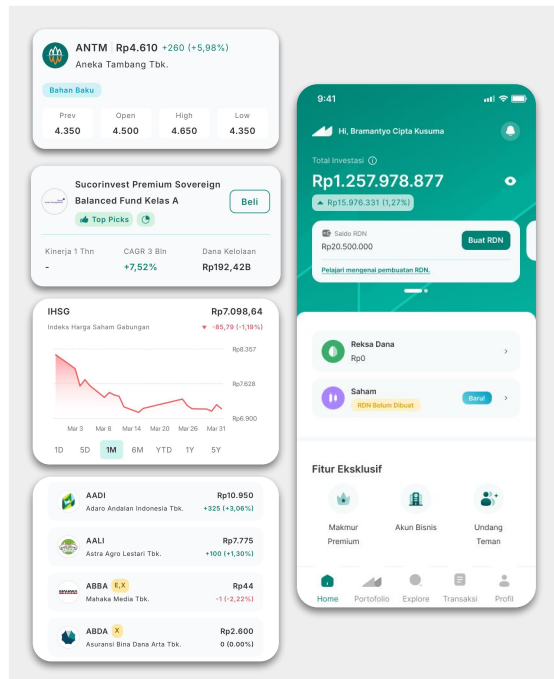 ANTM Rp4.610 +260 (+5,98%)
Aneka Tambang Tbk.
Bahan Baku
Prev Open High Low
4.350 4.500 4.650 4.350
Sucorinvest Premium Sovereign
Balanced Fund Kelas A
Beli
Top Picks
Kinerja 1 Thn CAGR 3 Bln Dana Kelolaan
- +7,52% Rp192,42B
IHSG Rp7.098,64
Indeks Harga Saham Gabungan -85,79 (-1,19%)
Rp8.357
Rp7.628
Rp6.900
Mar 3 Mar 8 Mar 14 Mar 20 Mar 26 Mar 31
1D 5D 1M 6M YTD 1Y 5Y
AADI Rp10.950
Adaro Andalan Indonesia Tbk. +325 (+3,06%)
AALI Rp7.775
Astra Agro Lestari Tbk. +100 (+1,30%)
ABBA E,X Rp44
Mahaka Media Tbk. -1 (-2,22%)
ABDA X Rp2.600
Asuransi Bina Dana Arta Tbk. 0 (0.00%)
9:41
Hi, Bramantyo Cipta Kusuma
Total Investasi
Rp1.257.978.877
Rp15.976.331 (1,27%)
Saldo RDN
Rp20.500.000
Buat RDN
Pelajari mengenai pembuatan RDN.
Reksa Dana
Rp0
Saham
RDN Belum Dibuat
Baru!
Fitur Eksklusif
Makmur Akun Bisnis Undang
Premium Teman
Home Portofolio Explore Transaksi Profil